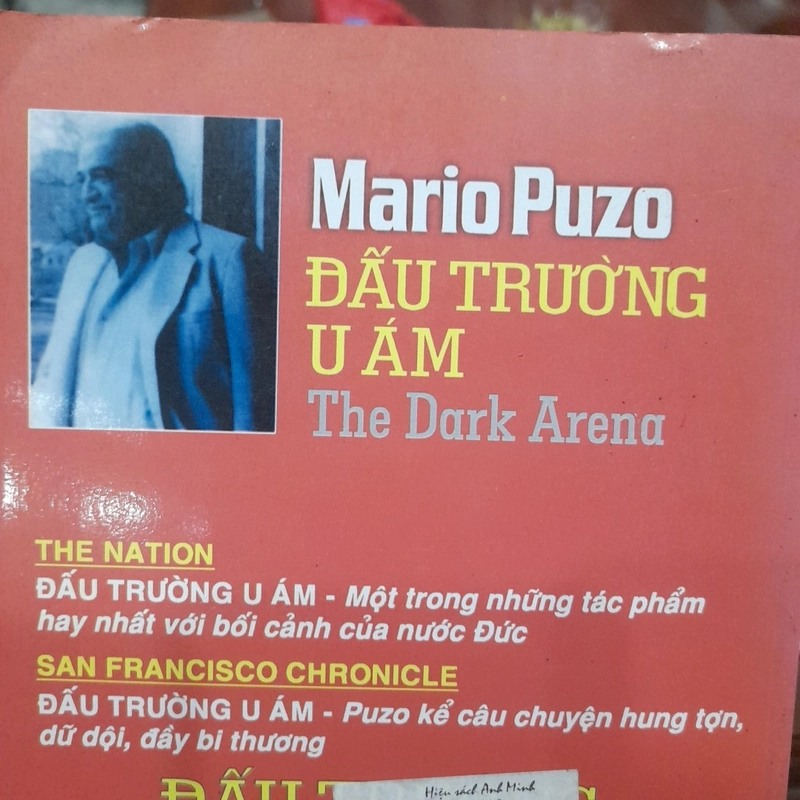 Mario Puzo
ĐẤU TRƯỜNG
U ÁM
The Dark Arena
THE NATION
ĐẤU TRƯỜNG U ÁM - Một trong những tác phẩm
hay nhất với bối cảnh của nước Đức
SAN FRANCISCO CHRONICLE
ĐẤU TRƯỜNG U ÁM - Puzo kể câu chuyện hung tợn,
dữ dội, đầy bi thương
ĐẤU
Hiệu sách Anh Minh